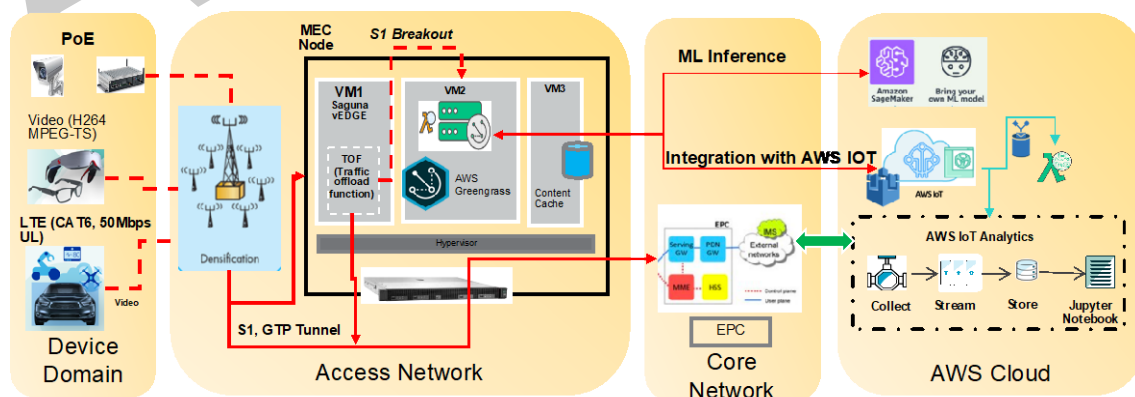 PoE
Video (H264
MPEG-TS)
LTE (CA T6, 50Mbps
UL)
Video
Device
Domain
Densification
S1, GTP Tunnel
MEC
Node
S1 Breakout
VM1
Saguna
vEDGE
TOF
(Traffic
offload
function)
VM2
AWS
Greengrass
VM3
Content
Cache
Hypervisor
Access Network
ML Inference
Integration with AWS IOT
EPC
Serving
GW
PDN
GW
IMS
External
networks
MME
HSS
Control plane
User plane
EPC
Core
Network
Amazon
SageMaker
Bring your
own ML model
AWS IoT
AWS IoT Analytics
Collect
Stream
Store
Jupyter
Notebook
AWS Cloud